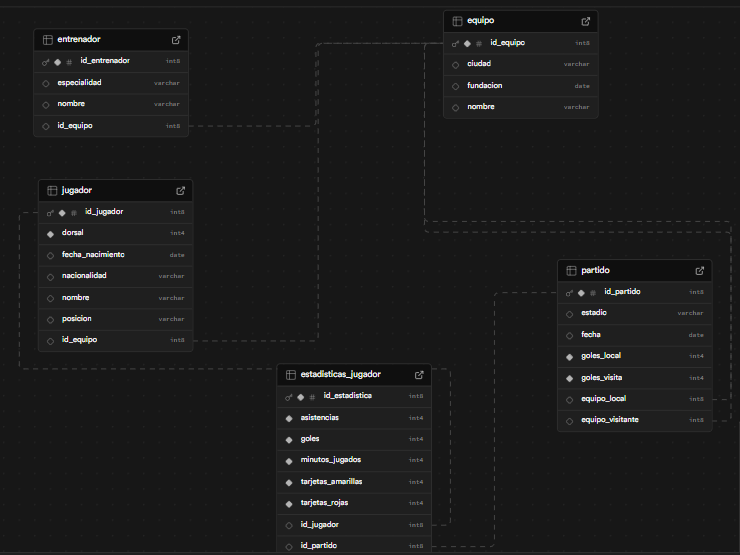 entrenador
id_entrenador int8
especialidad varchar
nombre varchar
id_equipo int8
equipo
id_equipo int8
ciudad varchar
fundacion date
nombre varchar
jugador
id_jugador int8
dorsal int4
fecha_nacimiento date
nacionalidad varchar
nombre varchar
posicion varchar
id_equipo int8
partido
id_partido int8
estadio varchar
fecha date
goles_local int4
goles_visita int4
equipo_local int8
equipo_visitante int8
estadisticas_jugador
id_estadistica int8
asistencias int4
goles int4
minutos_jugados int4
tarjetas_amarillas int4
tarjetas_rojas int4
id_jugador int8
id_partido int8